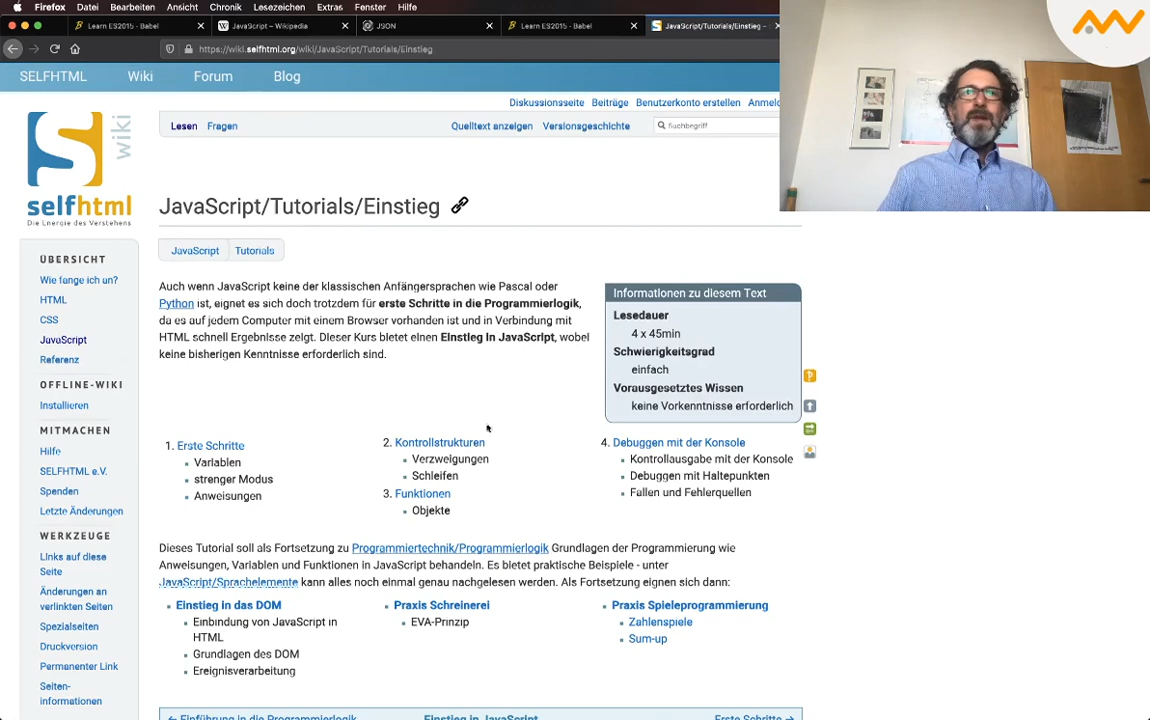 Firefox Datei Bearbeiten Ansicht Chronik Lesezeichen Extras Fenster Hilfe
Learn ES2015 · Babel
JavaScript – Wikipedia
JSON
Learn ES2015 · Babel
JavaScript/Tutorials/Einstieg –
https://wiki.selfhtml.org/wiki/JavaScript/Tutorials/Einstieg
SELFHTML Wiki Forum Blog
Diskussionsseite Beiträge Benutzerkonto erstellen Anmel
Lesen Fragen Quelltext anzeigen Versionsgeschichte Suchbegriff
wiki
selfhtml
Die Energie des Verstehens
JavaScript/Tutorials/Einstieg
JavaScript Tutorials
ÜBERSICHT
Wie fange ich an?
HTML
CSS
JavaScript
Referenz
OFFLINE-WIKI
Installieren
MITMACHEN
Hilfe
SELFHTML e.V.
Spenden
Letzte Änderungen
WERKZEUGE
Links auf diese
Seite
Änderungen an
verlinkten Seiten
Spezialseiten
Druckversion
Permanenter Link
Seiten-
informationen
Auch wenn JavaScript keine der klassischen Anfängersprachen wie Pascal oder
Python ist, eignet es sich doch trotzdem für erste Schritte in die Programmierlogik,
da es auf jedem Computer mit einem Browser vorhanden ist und in Verbindung mit
HTML schnell Ergebnisse zeigt. Dieser Kurs bietet einen Einstieg in JavaScript, wobei
keine bisherigen Kenntnisse erforderlich sind.
Informationen zu diesem Text
Lesedauer
4 x 45min
Schwierigkeitsgrad
einfach
Vorausgesetztes Wissen
keine Vorkenntnisse erforderlich
1. Erste Schritte
Variablen
strenger Modus
Anweisungen
2. Kontrollstrukturen
Verzweigungen
Schleifen
3. Funktionen
Objekte
4. Debuggen mit der Konsole
Kontrollausgabe mit der Konsole
Debuggen mit Haltepunkten
Fallen und Fehlerquellen
Dieses Tutorial soll als Fortsetzung zu Programmiertechnik/Programmierlogik Grundlagen der Programmierung wie
Anweisungen, Variablen und Funktionen in JavaScript behandeln. Es bietet praktische Beispiele - unter
JavaScript/Sprachelemente kann alles noch einmal genau nachgelesen werden. Als Fortsetzung eignen sich dann:
Einstieg in das DOM
Einbindung von JavaScript in
HTML
Grundlagen des DOM
Ereignisverarbeitung
Praxis Schreinerei
EVA-Prinzip
Praxis Spieleprogrammierung
Zahlenspiele
Sum-up
← Einführung in die Programmierlogik Einstieg in JavaScript Erste Schritte →